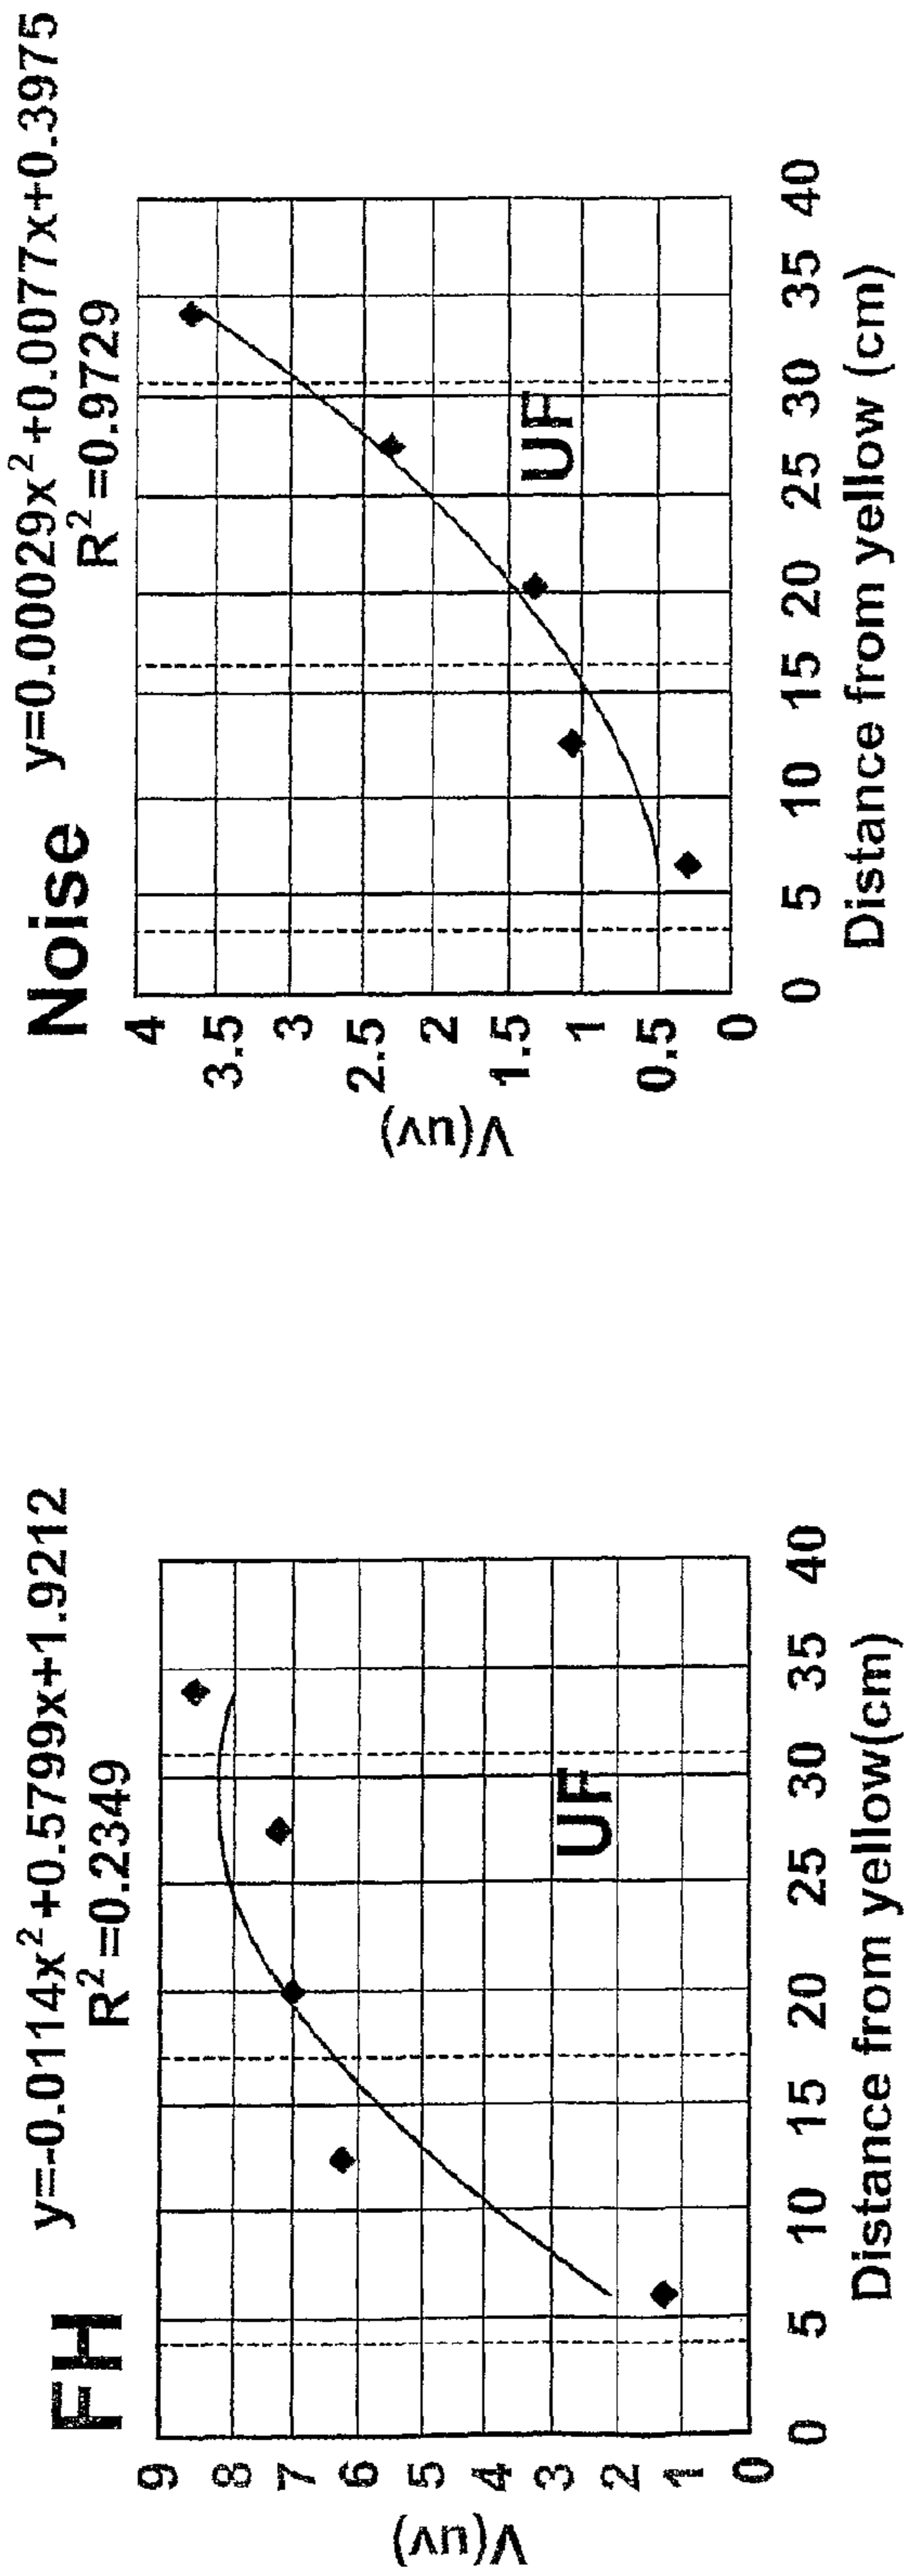 FH
y=-0.0114x²+0.5799x+1.9212
R²=0.2349
9
8
7
6
5
4
3
2
1
0
V(uv)
UF
0 5 10 15 20 25 30 35 40
Distance from yellow(cm)
Noise
y=0.00029x²+0.0077x+0.3975
R²=0.9729
4
3.5
3
2.5
2
1.5
1
0.5
0
V(uv)
UF
0 5 10 15 20 25 30 35 40
Distance from yellow (cm)